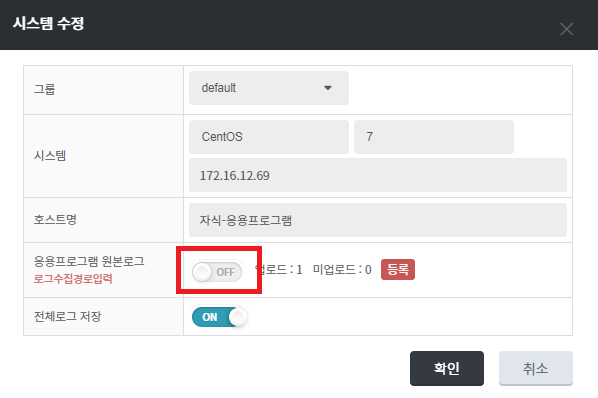 시스템 수정
그룹
default
시스템
CentOS
7
172.16.12.69
호스트명
자식-응용프로그램
응용프로그램 원본로그
로그수집경로입력
OFF
업로드 : 1 미업로드 : 0 등록
전체로그 저장
ON
확인
취소